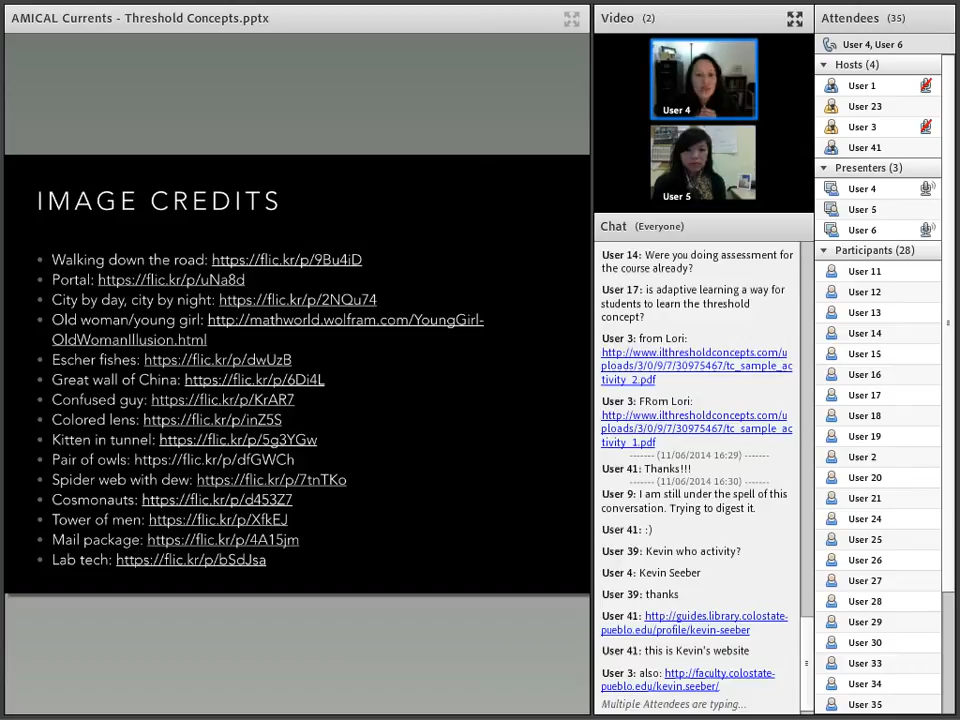 AMICAL Currents - Threshold Concepts.pptx
IMAGE CREDITS
Walking down the road: https://flic.kr/p/9Bu4iD
Portal: https://flic.kr/p/uNa8d
City by day, city by night: https://flic.kr/p/2NQu74
Old woman/young girl: http://mathworld.wolfram.com/YoungGirl-
OldWomanIllusion.html
Escher fishes: https://flic.kr/p/dwUzB
Great wall of China: https://flic.kr/p/6Di4L
Confused guy: https://flic.kr/p/KrAR7
Colored lens: https://flic.kr/p/inZ5S
Kitten in tunnel: https://flic.kr/p/5g3YGw
Pair of owls: https://flic.kr/p/dfGWCh
Spider web with dew: https://flic.kr/p/7tnTKo
Cosmonauts: https://flic.kr/p/d453Z7
Tower of men: https://flic.kr/p/XfkEJ
Mail package: https://flic.kr/p/4A15jm
Lab tech: https://flic.kr/p/bSdJsa
Video (2)
User 4
User 5
Chat (Everyone)
User 14: Were you doing assessment for
the course already?
User 17: is adaptive learning a way for
students to learn the threshold
concept?
User 3: from Lori:
http://www.ilthresholdconcepts.com/u
ploads/3/0/9/7/30975467/tc_sample_ac
tivity_2.pdf
User 3: FRom Lori:
http://www.ilthresholdconcepts.com/u
ploads/3/0/9/7/30975467/tc_sample_ac
tivity_1.pdf
------- (11/06/2014 16:29) -------
User 41: Thanks!!!
------- (11/06/2014 16:30) -------
User 9: I am still under the spell of this
conversation. Trying to digest it.
User 41: :)
User 39: Kevin who activity?
User 4: Kevin Seeber
User 39: thanks
User 41: http://guides.library.colostate-
pueblo.edu/profile/kevin-seeber
User 41: this is Kevin's website
User 3: also: http://faculty.colostate-
pueblo.edu/kevin.seeber/
Multiple Attendees are typing...
Attendees (35)
User 4, User 6
Hosts (4)
User 1
User 23
User 3
User 41
Presenters (3)
User 4
User 5
User 6
Participants (28)
User 11
User 12
User 13
User 14
User 15
User 16
User 17
User 18
User 19
User 2
User 20
User 21
User 24
User 25
User 26
User 27
User 28
User 29
User 30
User 33
User 34
User 35